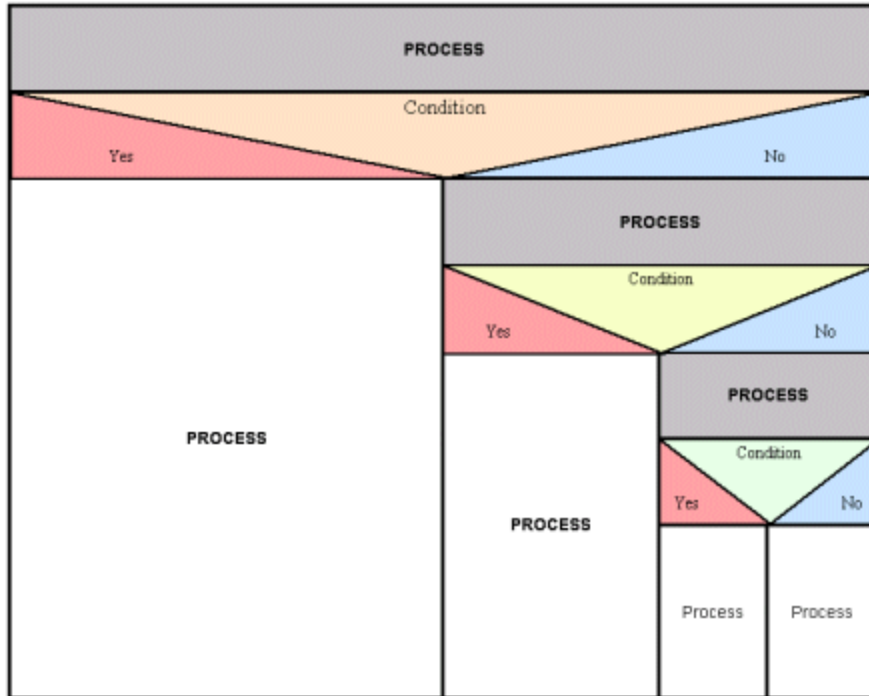 PROCESS
Condition
Yes
No
PROCESS
Condition
Yes
No
PROCESS
PROCESS
Condition
Yes
No
PROCESS
Process
Process